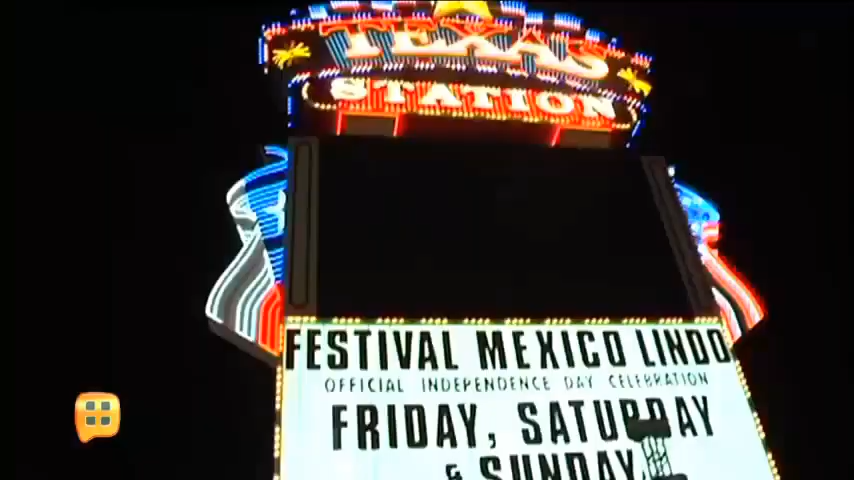 TEXAS
STATION
FESTIVAL MEXICO LINDO
OFFICIAL INDEPENDENCE DAY CELEBRATION
FRIDAY, SATURDAY
& SUNDAY